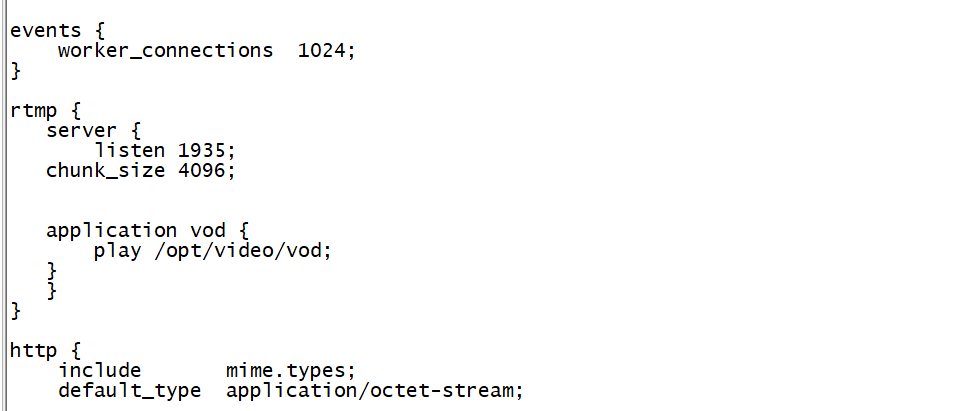 events {
    worker_connections  1024;
}
rtmp {
   server {
       listen 1935;
   chunk_size 4096;
   application vod {
       play /opt/video/vod;
   }
   }
}
http {
    include       mime.types;
    default_type  application/octet-stream;